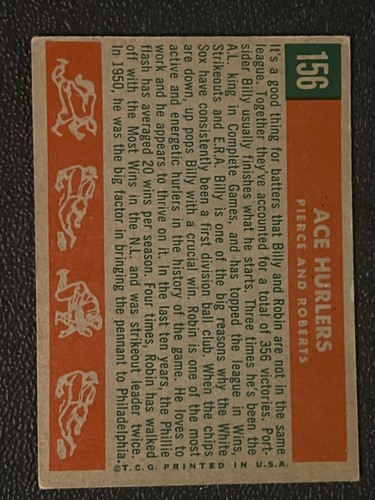 156
ACE HURLERS
PIERCE AND ROBERTS
It's a good thing for batters that Billy and Robin are not in the same
league. Together they've accounted for a total of 356 victories. Port-
sider Billy usually finishes what he starts. Three times he's been the
A.L. king in Complete Games, and has topped the league in Wins,
Strikeouts and E.R.A. Billy is one of the big reasons why the White
Sox have consistently been a first division ball club. When the chips
are down, up pops Billy with a crucial win. Robin is one of the most
active and energetic hurlers in the history of the game. He loves to
work and he appears to thrive on it. In the last ten years, the Phillie
flash has averaged 20 wins per season. Four times, Robin has walked
off with the Most Wins in the N.L. and was strikeout leader twice.
In 1950, he was the big factor in bringing the pennant to Philadelphia.
©T.C.G. PRINTED IN U.S.A.